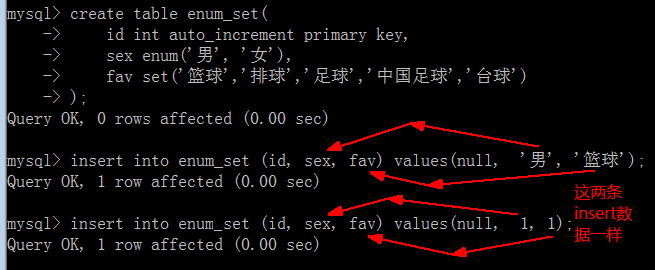 mysql> create table enum_set(
    -> id int auto_increment primary key,
    -> sex enum('男', '女'),
    -> fav set('篮球','排球','足球','中国足球','台球')
    -> );
Query OK, 0 rows affected (0.00 sec)
mysql> insert into enum_set (id, sex, fav) values(null, '男', '篮球');
Query OK, 1 row affected (0.00 sec)
mysql> insert into enum_set (id, sex, fav) values(null, 1, 1);
Query OK, 1 row affected (0.00 sec)
这两条
insert数
据一样